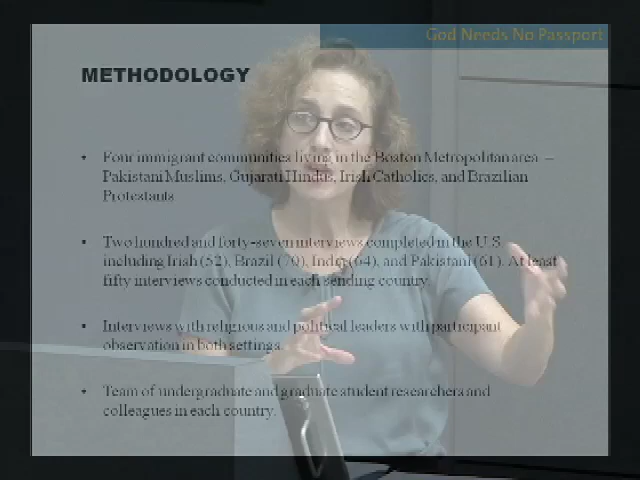 God Needs No Passport
METHODOLOGY
• Four immigrant communities living in the Boston Metropolitan area –
Pakistani Muslims, Gujarati Hindus, Irish Catholics, and Brazilian
Protestants
• Two hundred and forty-seven interviews completed in the U.S
including Irish (52), Brazil (70), India (64), and Pakistani (61). At least
fifty interviews conducted in each sending country.
• Interviews with religious and political leaders with participant
observation in both settings.
• Team of undergraduate and graduate student researchers and
colleagues in each country.